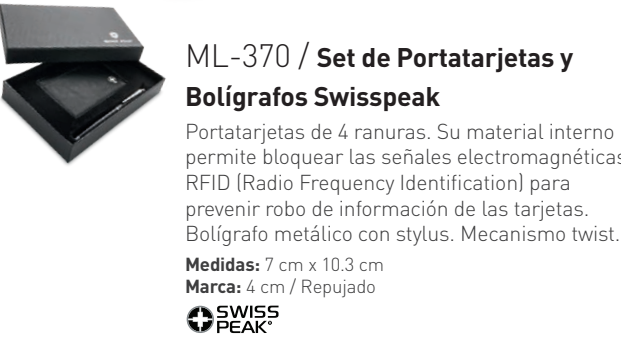 ML-370 / Set de Portatarjetas y
Bolígrafos Swisspeak
Portatarjetas de 4 ranuras. Su material interno
permite bloquear las señales electromagnéticas
RFID (Radio Frequency Identification) para
prevenir robo de información de las tarjetas.
Bolígrafo metálico con stylus. Mecanismo twist.
Medidas: 7 cm x 10.3 cm
Marca: 4 cm / Repujado
SWISS
PEAK®